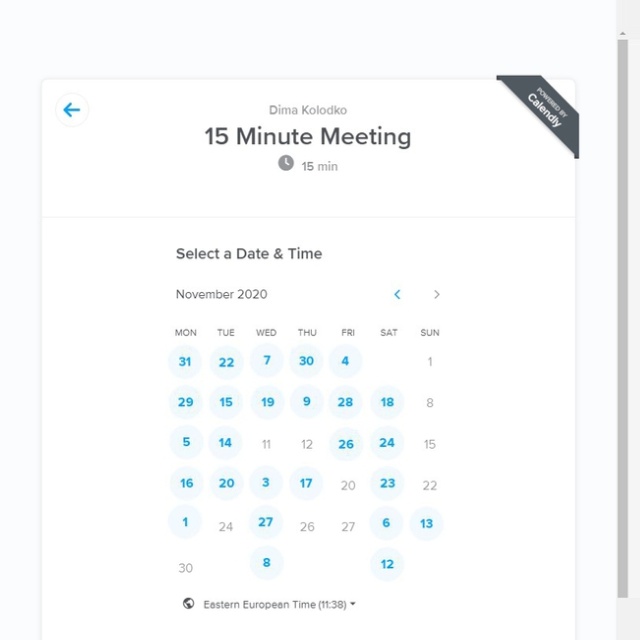 Dima Kolodko
POWERED BY
Calendly
15 Minute Meeting
15 min
Select a Date & Time
November 2020
MON TUE WED THU FRI SAT SUN
31 22 7 30 4 1
29 15 19 9 28 18 8
5 14 11 12 26 24 15
16 20 3 17 20 23 22
1 24 27 26 27 6 13
30 8 12
Eastern European Time (11:38)